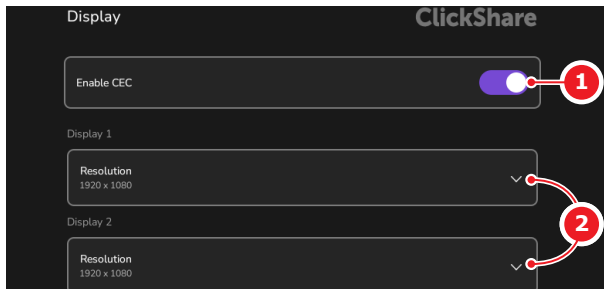 Display
ClickShare
Enable CEC
1
Display 1
Resolution
1920 x 1080
2
Display 2
Resolution
1920 x 1080